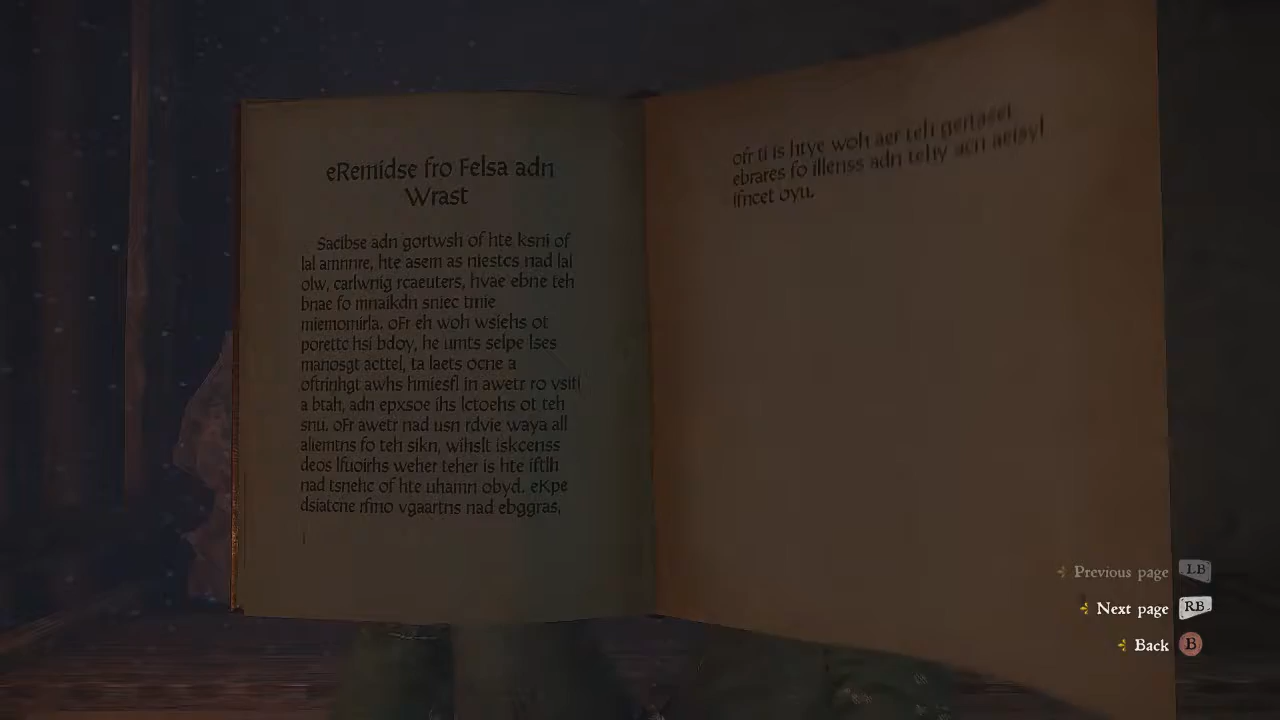 eRemidse fro Felsa adn
Wrast
Sacibse adn gortwsh of hte ksni of
lal amnnre, hte asem as niestcs nad lal
olw, carlwnig rcaeuters, hvae ebne teh
bnae fo mnaikdn sniec tmie
miemomirla. oFr eh woh wsiehs ot
porettc hsi bdoy, he umts selpe lses
manosgt acttel, ta laets ocne a
oftrinhgt awhs hmiesfl in awetr ro vsiti
a btah, adn epxsoe ihs lctoehs ot teh
snu. oFr awetr nad usn rdvie waya all
aliemtns fo teh sikn, wihslt iskcenss
deos lfuoirhs weher teher is hte iftlh
nad tsnehc of hte uhamn obyd. eKpe
dsiatcne rfmo vgaartns nad ebggras,
ofr ti is htye woh aer teh
ebrares fo illenss adn tehy acn
ifncet oyu.
Previous page LB
Next page RB
Back B